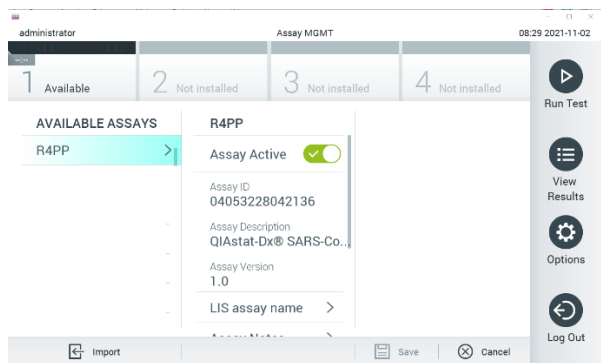 administrator
Assay MGMT
08:29 2021-11-02
--:--
1 Available
2 Not installed
3 Not installed
4 Not installed
Run Test
View
Results
Options
Log Out
AVAILABLE ASSAYS
R4PP
R4PP
Assay Active
Assay ID
04053228042136
Assay Description
QIAstat-Dx® SARS-Co...
Assay Version
1.0
LIS assay name
Assay Notes
Import
Save
Cancel